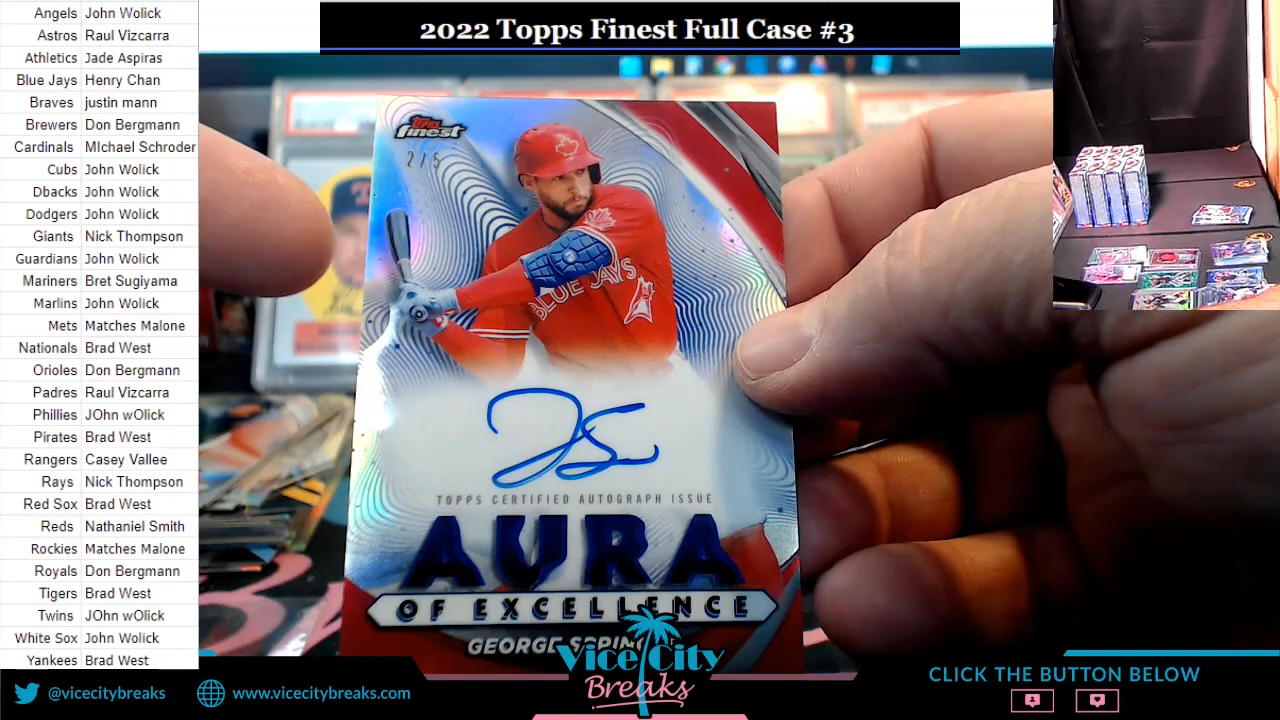 2022 Topps Finest Full Case #3
Angels John Wolick
Astros Raul Vizcarra
Athletics Jade Aspiras
Blue Jays Henry Chan
Braves justin mann
Brewers Don Bergmann
Cardinals MIchael Schroder
Cubs John Wolick
Dbacks John Wolick
Dodgers John Wolick
Giants Nick Thompson
Guardians John Wolick
Mariners Bret Sugiyama
Marlins John Wolick
Mets Matches Malone
Nationals Brad West
Orioles Don Bergmann
Padres Raul Vizcarra
Phillies JOhn wOlick
Pirates Brad West
Rangers Casey Vallee
Rays Nick Thompson
Red Sox Brad West
Reds Nathaniel Smith
Rockies Matches Malone
Royals Don Bergmann
Tigers Brad West
Twins JOhn wOlick
White Sox John Wolick
Yankees Brad West
TOPPS
finest
2/5
BLUE JAYS
TOPPS CERTIFIED AUTOGRAPH ISSUE
AURA
OF EXCELLENCE
GEORGE
Vice City
Breaks
@vicecitybreaks
www.vicecitybreaks.com
CLICK THE BUTTON BELOW